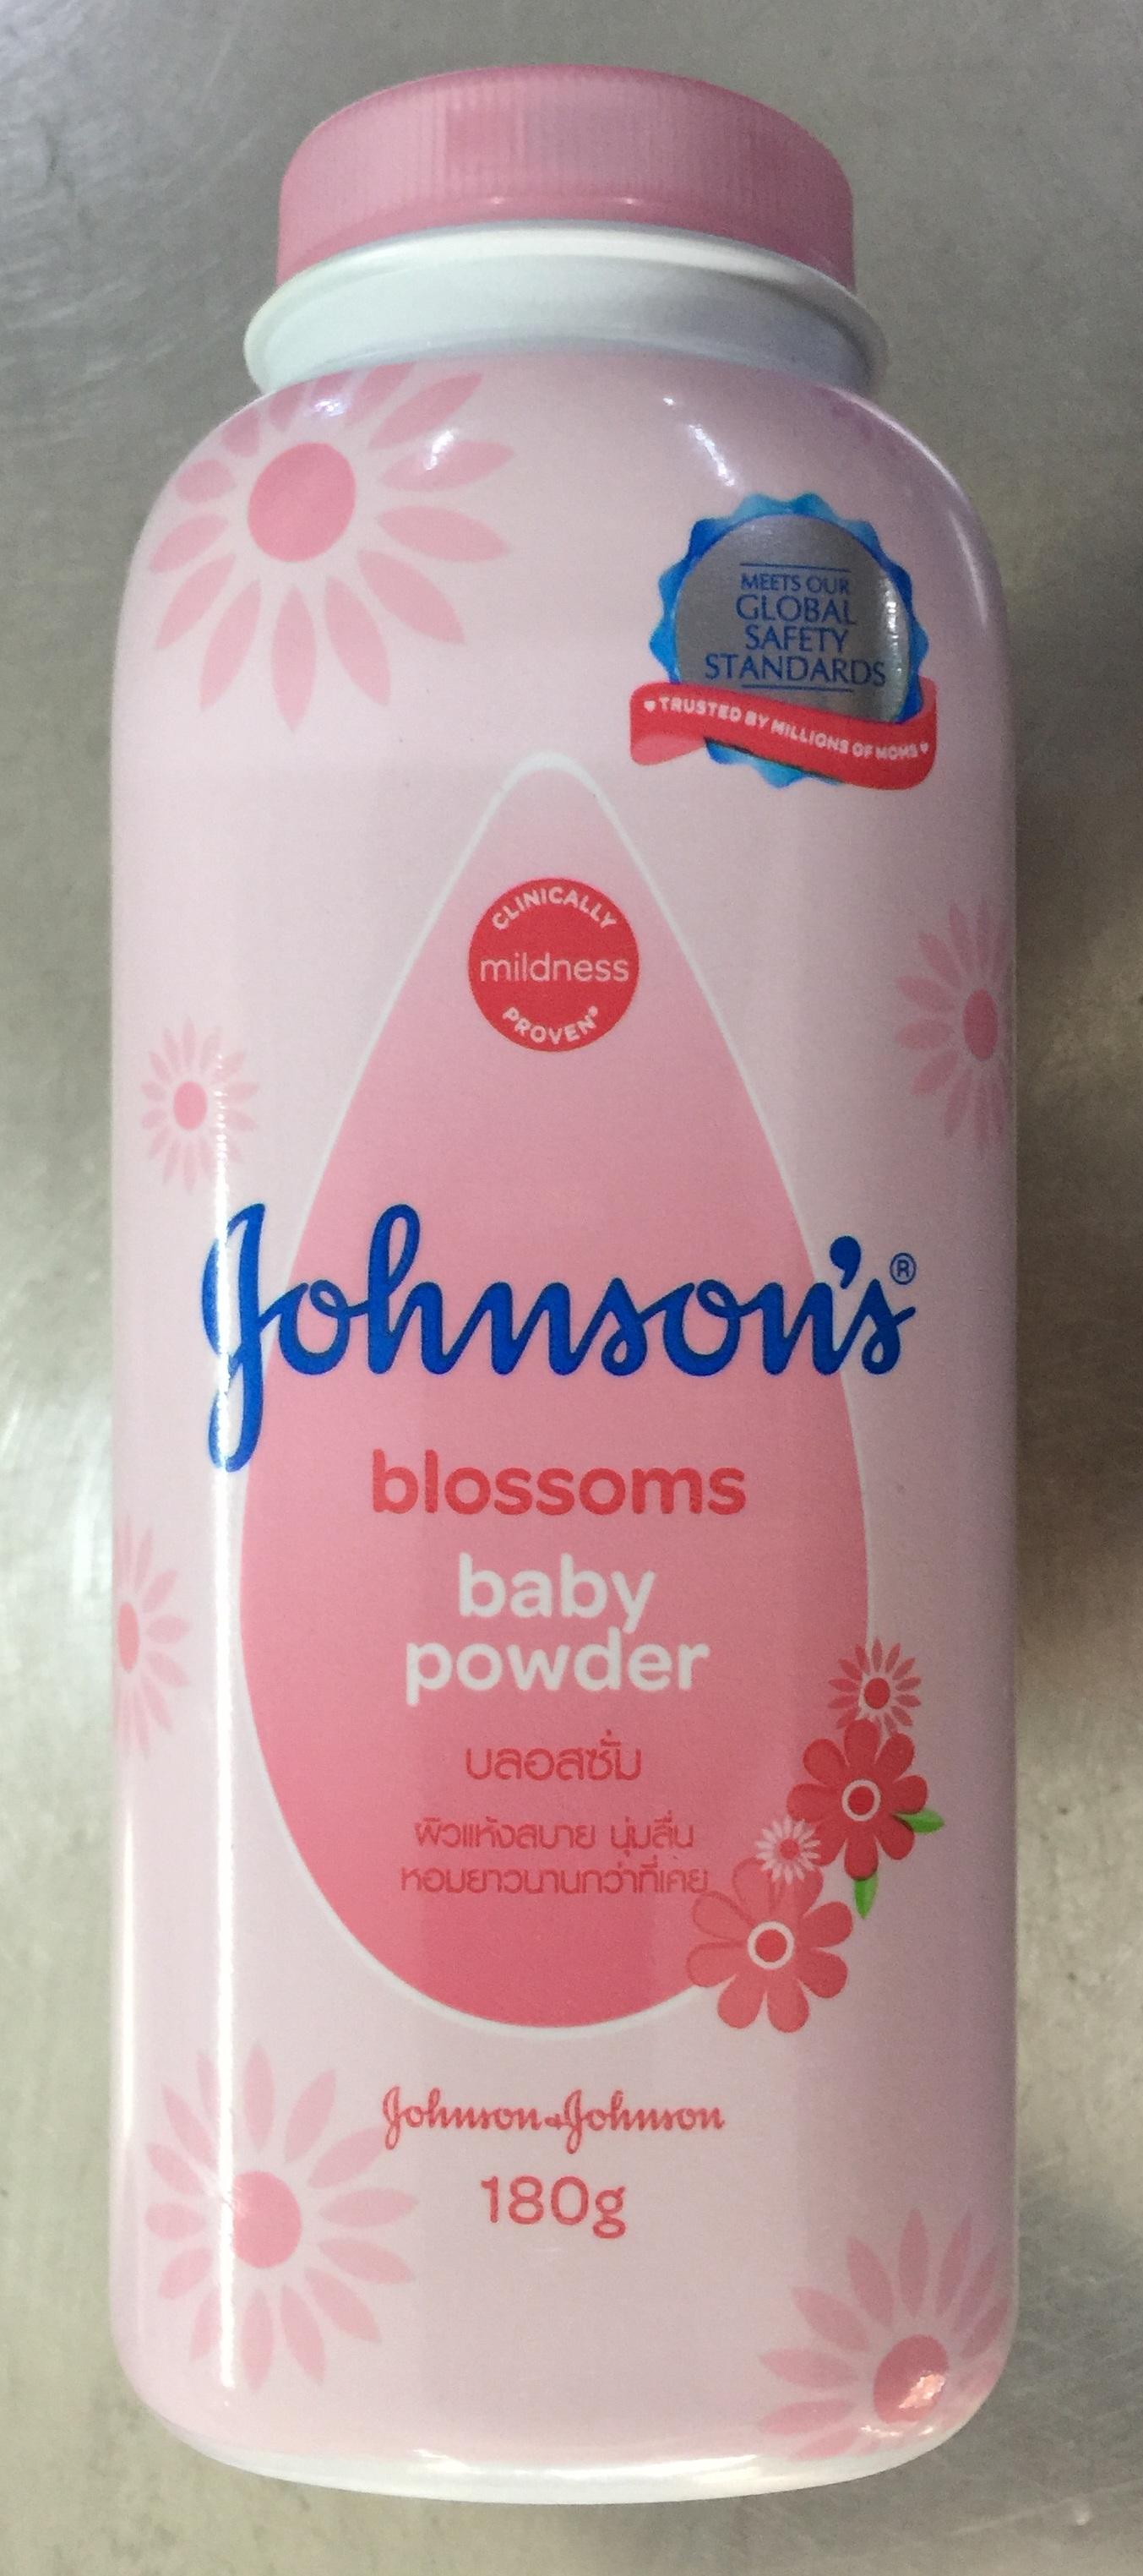 MEETS OUR
GLOBAL
SAFETY
STANDARDS
♥TRUSTED BY MILLIONS OF MOMS♥
CLINICALLY
mildness
PROVEN*
Johnson's®
blossoms
baby
powder
บลอสซั่ม
ผิวแห้งสบาย นุ่มลื่น
หอมยาวนานกว่าที่เคย
Johnson+Johnson
180g